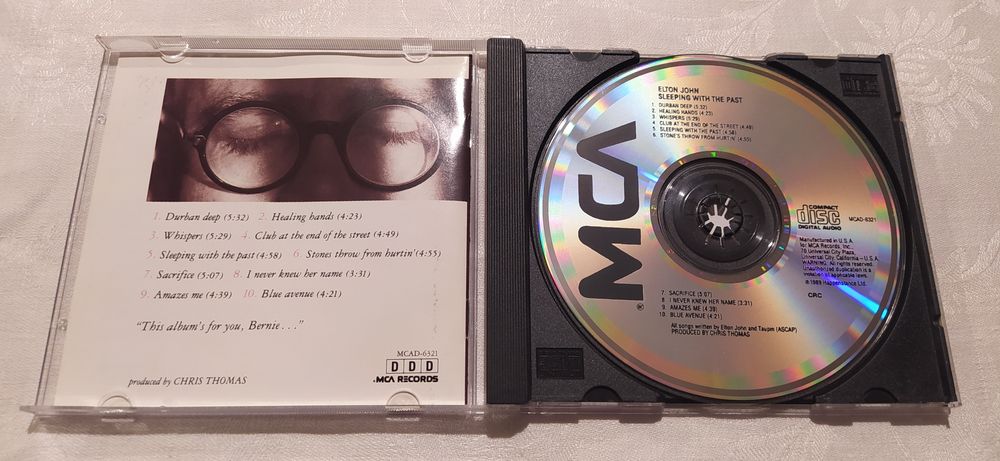 1. Durban deep (5:32) 2. Healing hands (4:23)
3. Whispers (5:29) 4. Club at the end of the street (4:49)
5. Sleeping with the past (4:58) 6. Stones throw from hurtin' (4:55)
7. Sacrifice (5:07) 8. I never knew her name (3:31)
9. Amazes me (4:39) 10. Blue avenue (4:21)
"This album's for you, Bernie..."
MCAD-6321
DDD
MCA RECORDS
produced by CHRIS THOMAS
ELTON JOHN
SLEEPING WITH THE PAST
1. DURBAN DEEP (5:32)
2. HEALING HANDS (4:23)
3. WHISPERS (5:29)
4. CLUB AT THE END OF THE STREET (4:49)
5. SLEEPING WITH THE PAST (4:58)
6. STONE'S THROW FROM HURTIN' (4:55)
MCA
®
COMPACT
disc
DIGITAL AUDIO
MCAD-6321
Manufactured in U.S.A.
for MCA Records, Inc.
70 Universal City Plaza,
Universal City, California – U.S.A.
WARNING: All rights reserved.
Unauthorized duplication is a
violation of applicable laws.
℗ 1989 Happenstance Ltd.
CRC
7. SACRIFICE (5:07)
8. I NEVER KNEW HER NAME (3:31)
9. AMAZES ME (4:39)
10. BLUE AVENUE (4:21)
All songs written by Elton John and Taupin (ASCAP)
PRODUCED BY CHRIS THOMAS